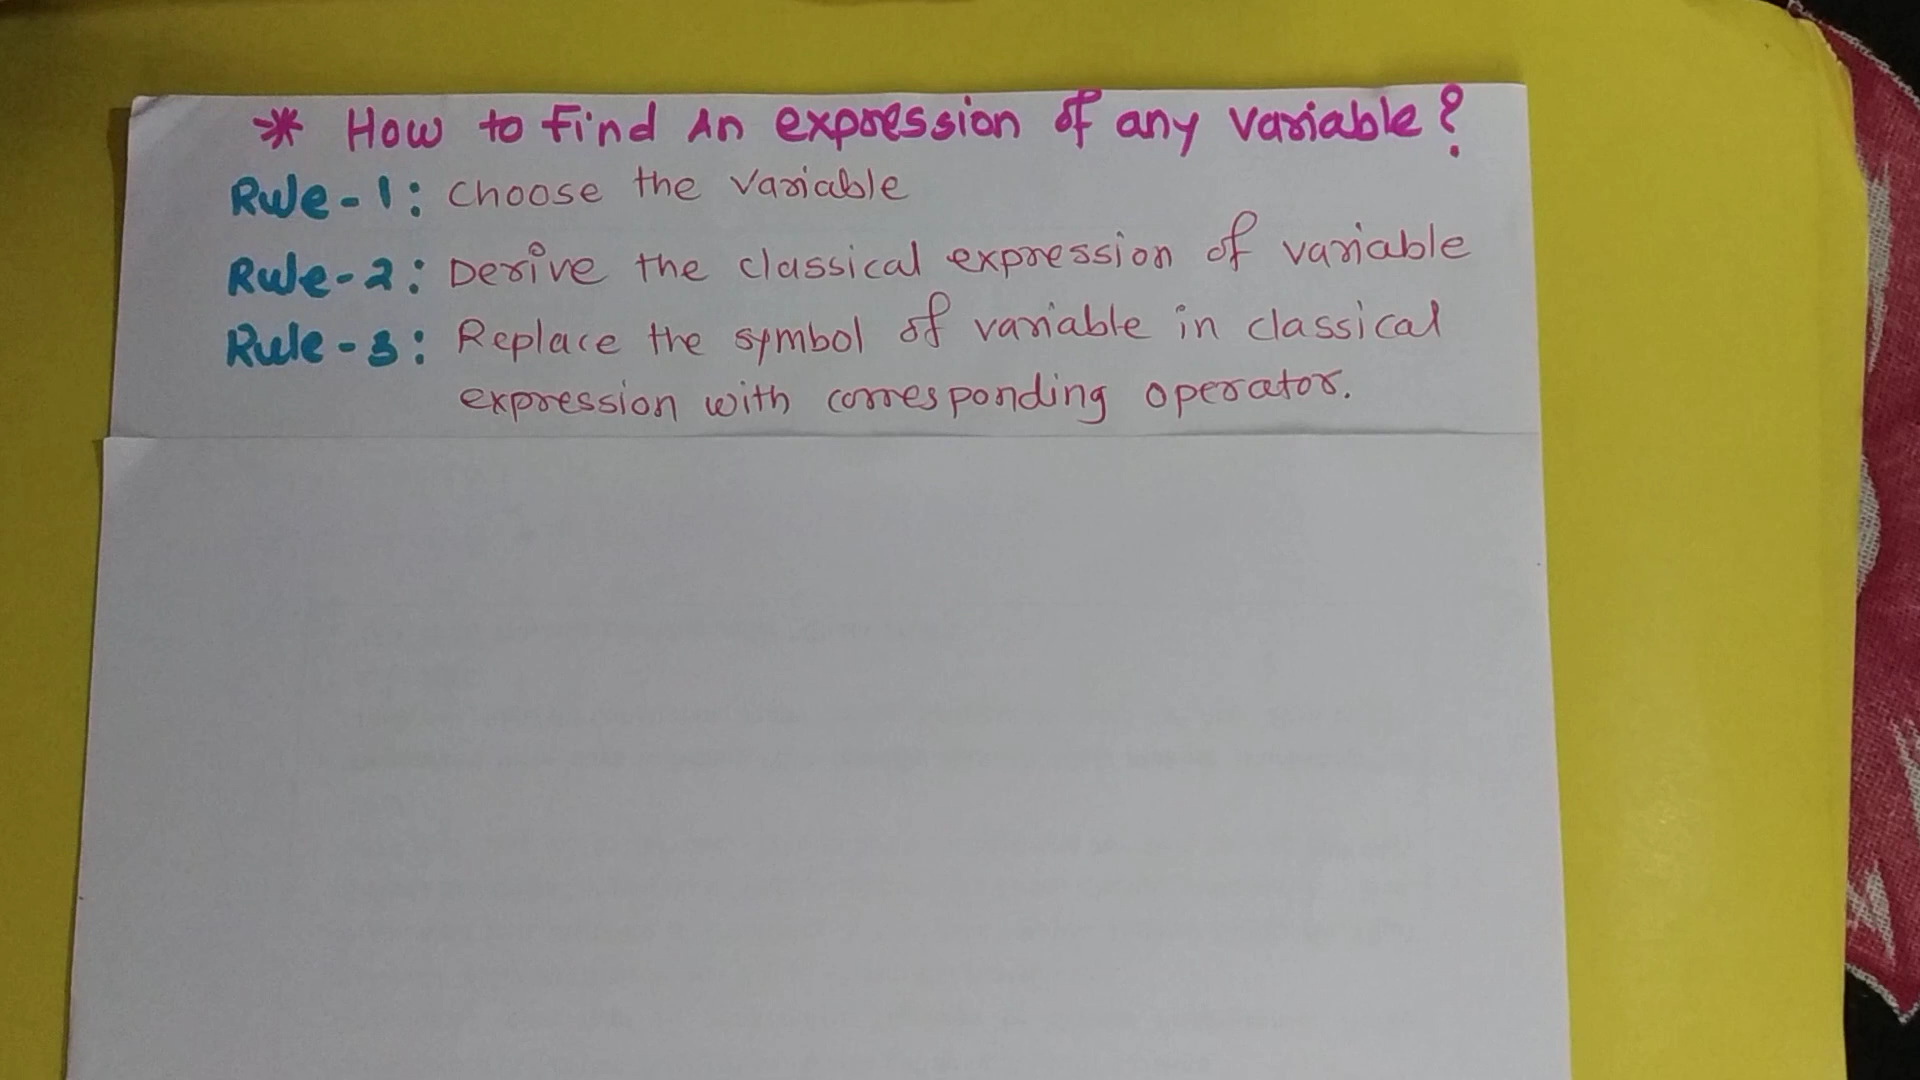 * How to Find An expression of any variable?
Rule-1: Choose the variable
Rule-2: Derive the classical expression of variable
Rule-3: Replace the symbol of variable in classical
expression with corresponding operator.